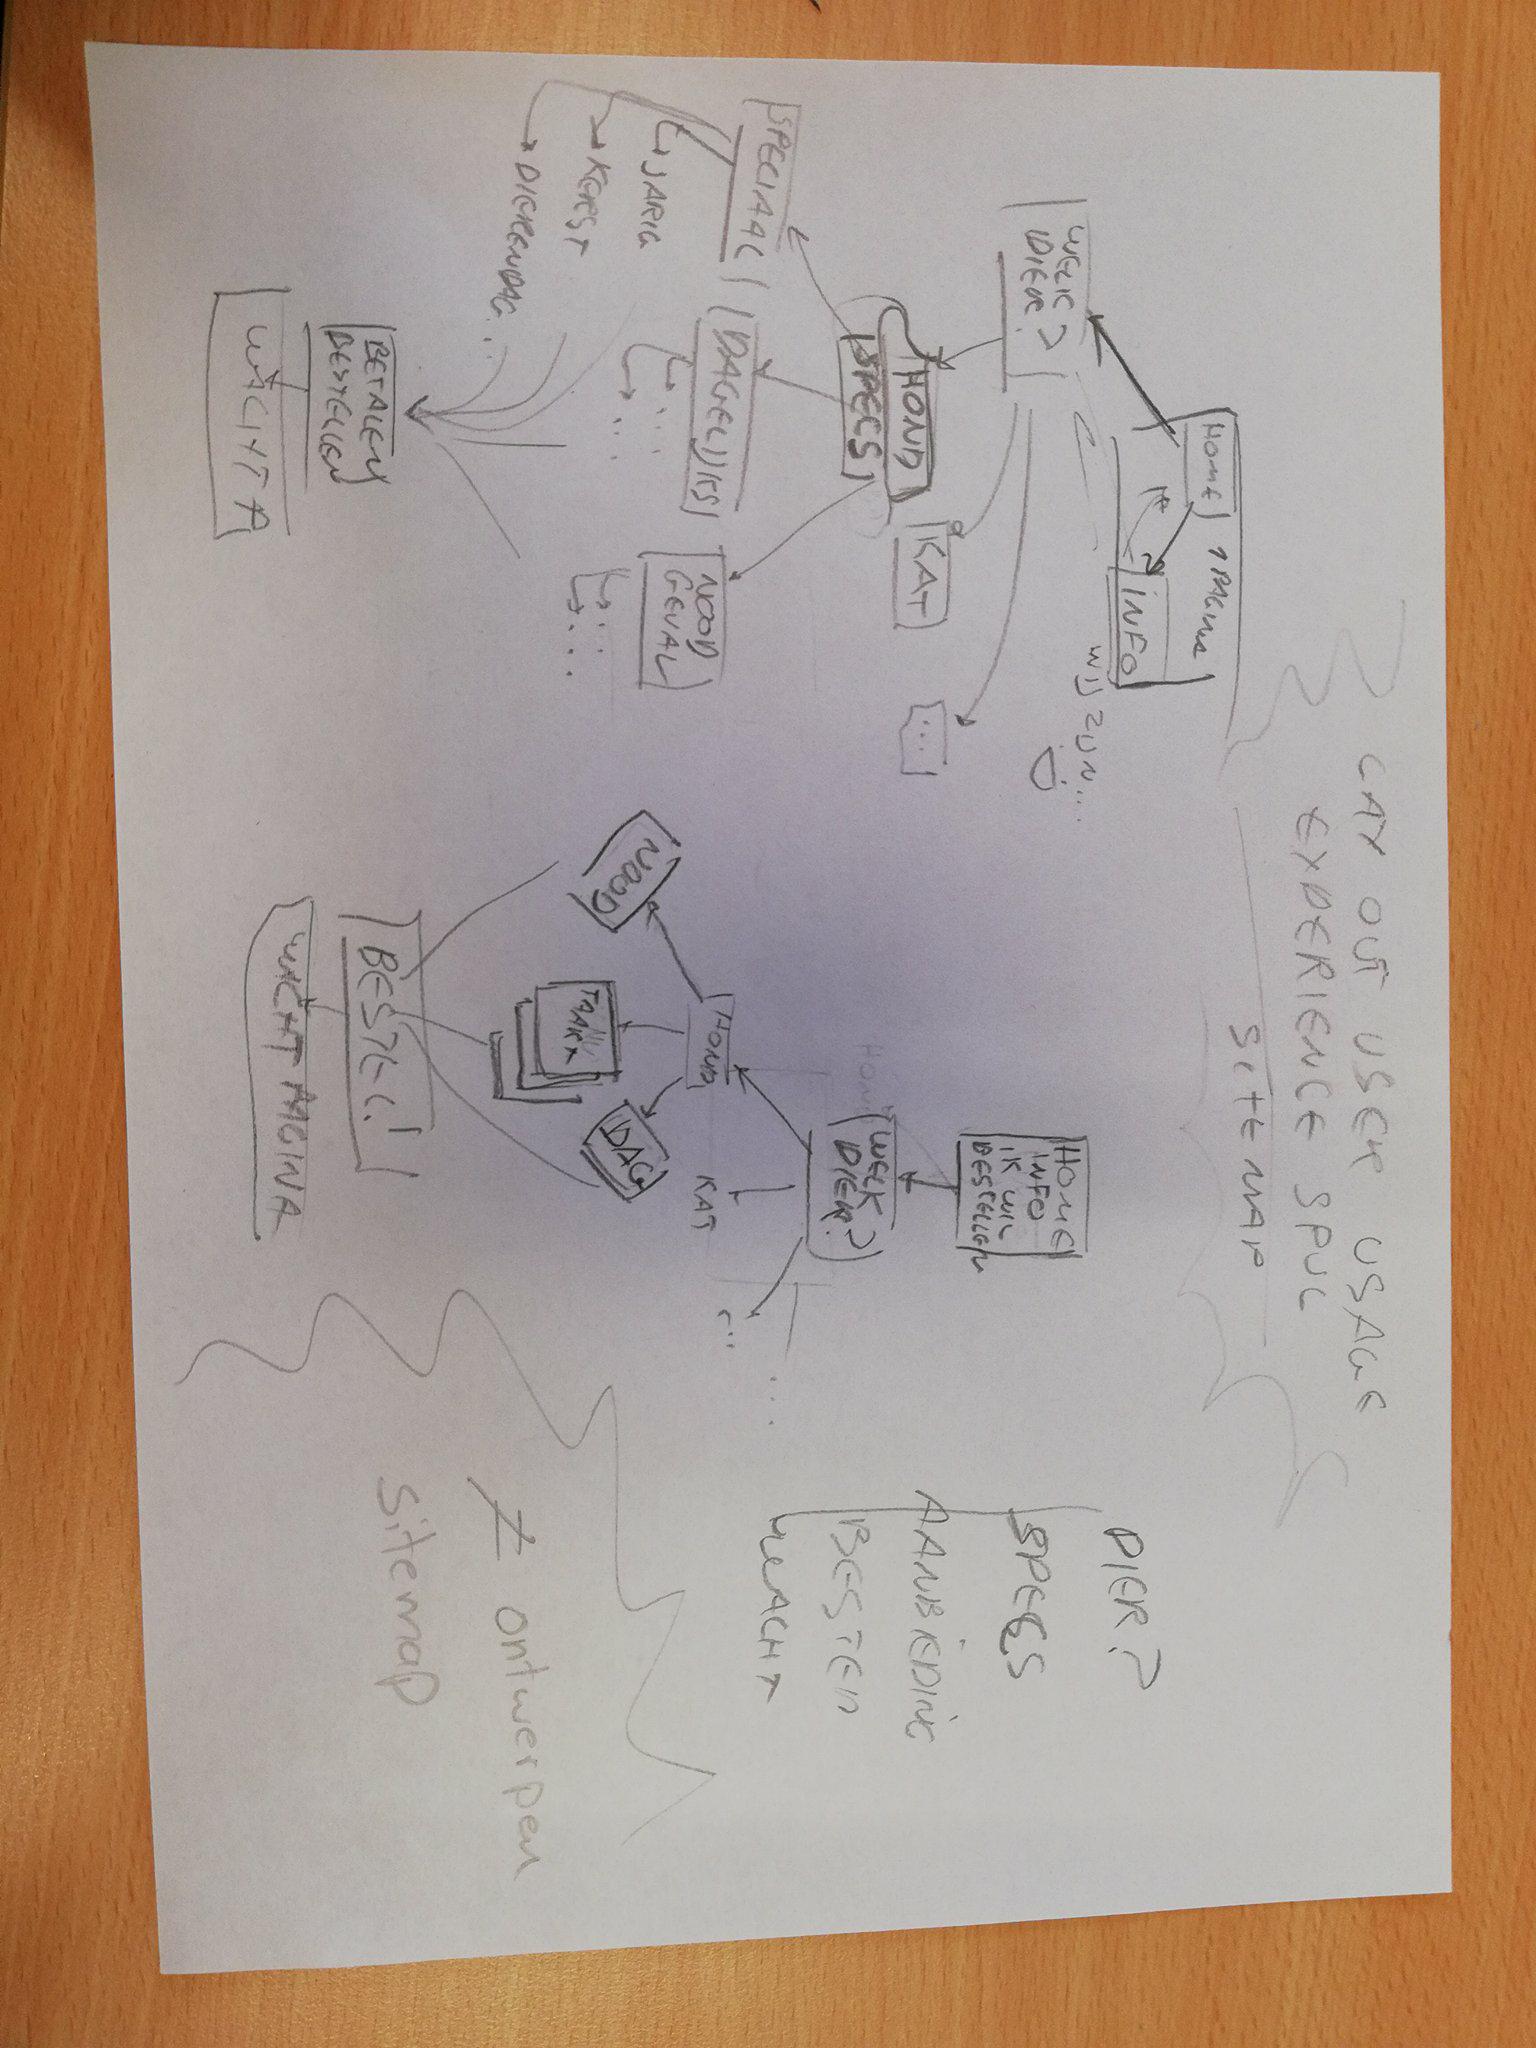 LAY OUT USER USAGE
EXPERIENCE SPUL
SITEMAP
HOME
1 PAGINA
INFO
WIJ ZIJN...
WELK
DIER?
HOND
KAT
...
SPECS
SPECIAAL
DAGELIJKS
NOOD
GEVAL
JARIG
KERST
DIERENDAG...
...
...
...
...
BETALEN
BESTELLEN
WACHT P
HOME
INFO
IK WIL
BESTELLEN
HOND
WELK
DIER?
...
HOND
KAT
...
NOOD
TAART
DAG
BESTEL!
WACHT PAGINA
DIER?
SPECS
AANBIEDING
BESTED
WACHT
≠ ontwerpen
sitemap